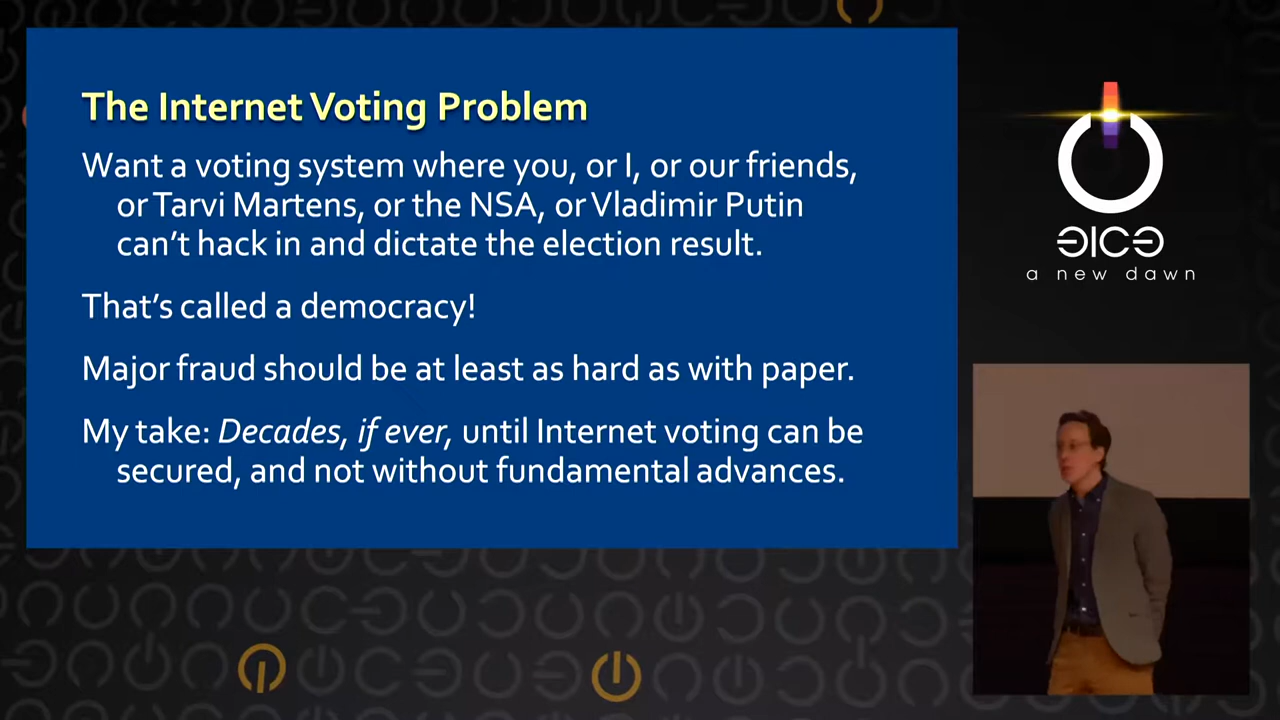 The Internet Voting Problem
Want a voting system where you, or I, or our friends,
or Tarvi Martens, or the NSA, or Vladimir Putin
can't hack in and dictate the election result.
That's called a democracy!
Major fraud should be at least as hard as with paper.
My take: Decades, if ever, until Internet voting can be
secured, and not without fundamental advances.
ƎICƎ
a new dawn